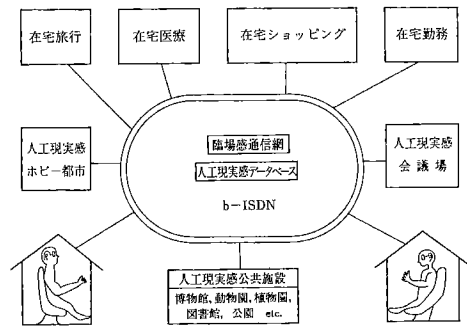 在宅旅行
在宅医療
在宅ショッピング
在宅勤務
人工現実感
ホビー都市
臨場感通信網
人工現実感データベース
b-ISDN
人工現実感
会議場
人工現実感公共施設
博物館, 動物園, 植物園,
図書館, 公園 etc.